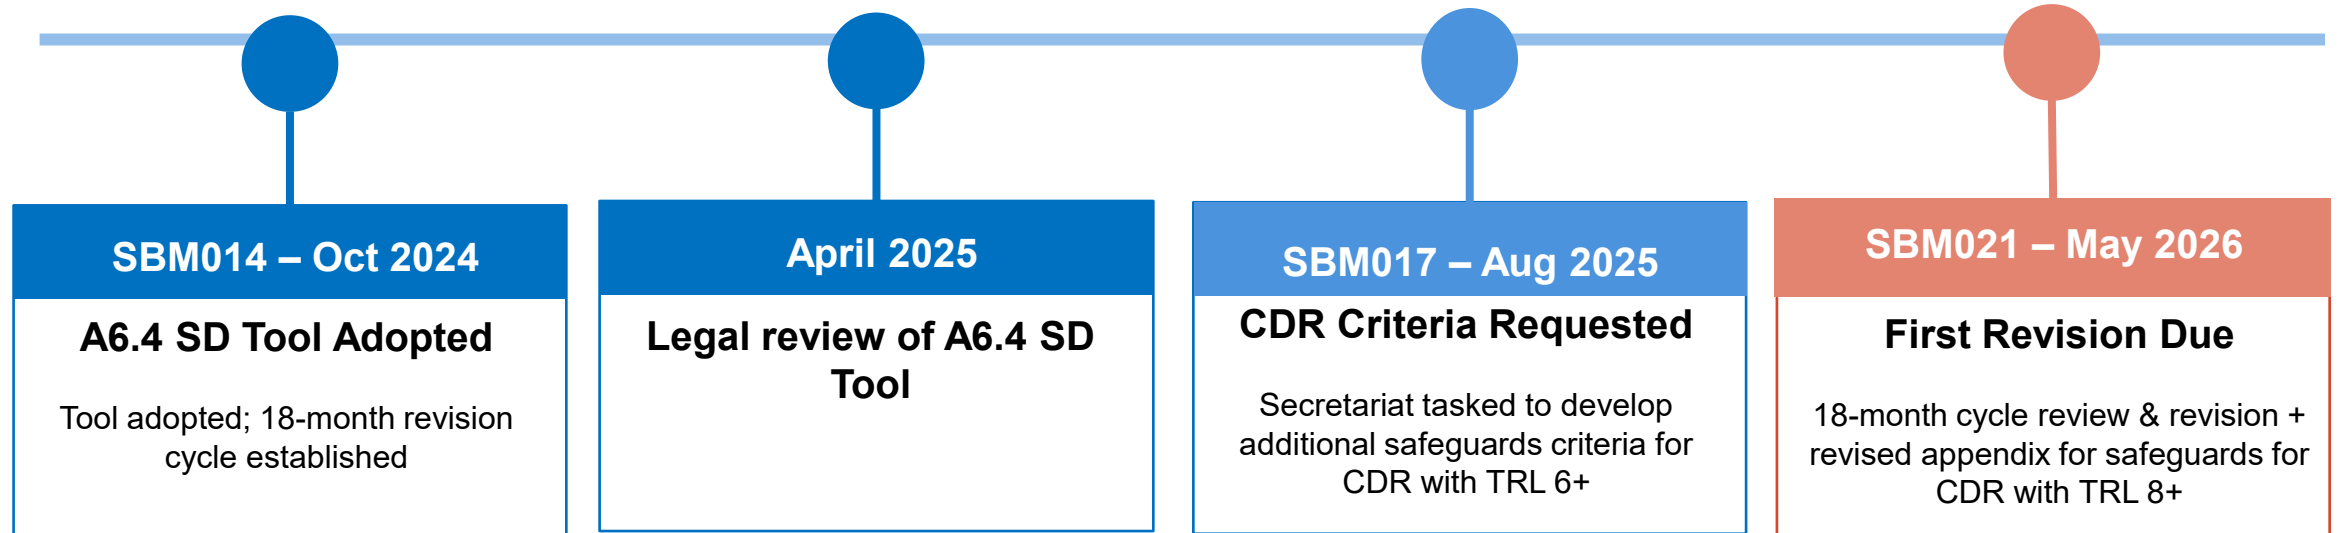 SBM014 – Oct 2024
A6.4 SD Tool Adopted
Tool adopted; 18-month revision
cycle established
April 2025
Legal review of A6.4 SD
Tool
SBM017 – Aug 2025
CDR Criteria Requested
Secretariat tasked to develop
additional safeguards criteria for
CDR with TRL 6+
SBM021 – May 2026
First Revision Due
18-month cycle review & revision +
revised appendix for safeguards for
CDR with TRL 8+